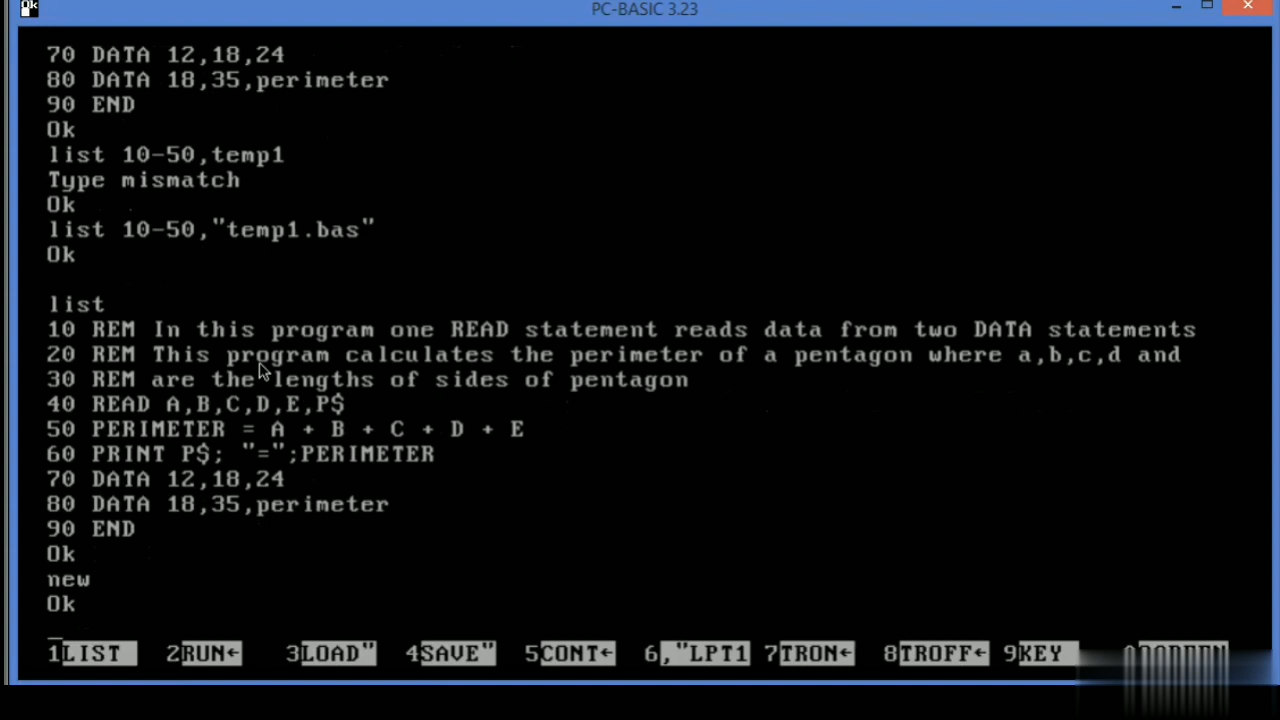 PC-BASIC 3.23
70 DATA 12,18,24
80 DATA 18,35,perimeter
90 END
Ok
list 10-50,temp1
Type mismatch
Ok
list 10-50,"temp1.bas"
Ok
list
10 REM In this program one READ statement reads data from two DATA statements
20 REM This program calculates the perimeter of a pentagon where a,b,c,d and
30 REM are the lengths of sides of pentagon
40 READ A,B,C,D,E,P$
50 PERIMETER = A + B + C + D + E
60 PRINT P$; "=";PERIMETER
70 DATA 12,18,24
80 DATA 18,35,perimeter
90 END
Ok
new
Ok
1LIST 2RUN← 3LOAD" 4SAVE" 5CONT← 6,"LPT1 7TRON← 8TROFF← 9KEY